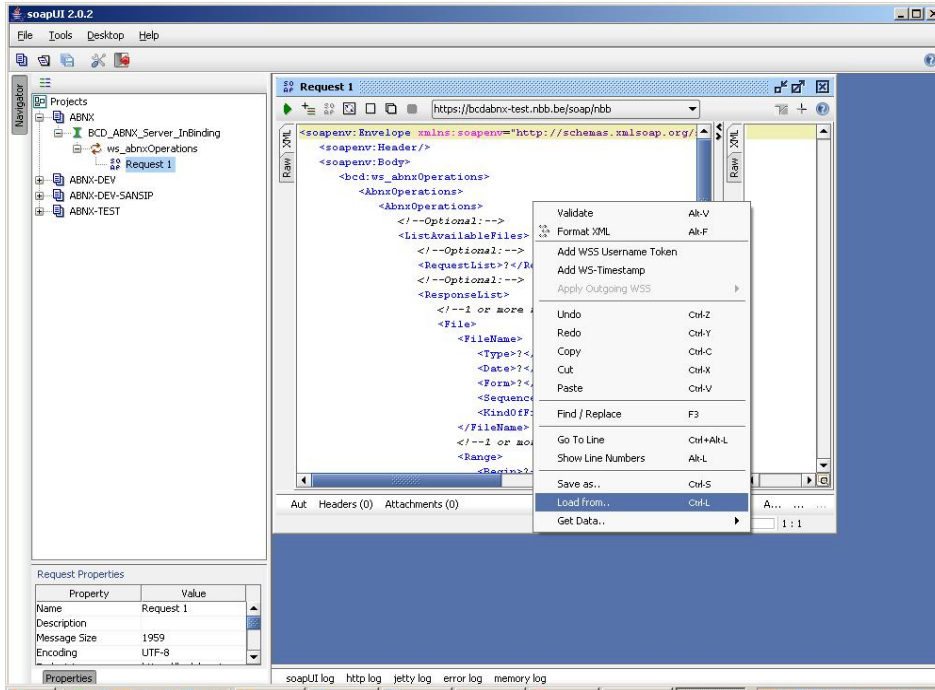 soapUI 2.0.2
File Tools Desktop Help
Navigator
Projects
ABNX
BCD_ABNX_Server_InBinding
ws_abnxOperations
Request 1
ABNX-DEV
ABNX-DEV-SANSIP
ABNX-TEST
Request 1
https://bcdabnx-test.nbb.be/soap/nbb
XML
Raw
XML
Raw
<soapenv:Envelope xmlns:soapenv="http://schemas.xmlsoap.org/
<soapenv:Header/>
<soapenv:Body>
<bcd:ws_abnxOperations>
<AbnxOperations>
<AbnxOperations>
<!--Optional:-->
<ListAvailableFiles>
<!--Optional:-->
<RequestList>?</Re
<!--Optional:-->
<ResponseList>
<!--1 or more
<File>
<FileName>
<Type>?<
<Date>?<
<Form>?<
<Sequence
<KindOfF
</FileName>
<!--1 or mo
<Range>
<Begin>?
Validate Alt-V
Format XML Alt-F
Add WSS Username Token
Add WS-Timestamp
Apply Outgoing WSS
Undo Ctrl-Z
Redo Ctrl-Y
Copy Ctrl-C
Cut Ctrl-X
Paste Ctrl-V
Find / Replace F3
Go To Line Ctrl+Alt-L
Show Line Numbers Alt-L
Save as.. Ctrl-S
Load from.. Ctrl-L
Get Data..
Aut Headers (0) Attachments (0) A... ... ...
1 : 1
Request Properties
Property Value
Name Request 1
Description
Message Size 1959
Encoding UTF-8
Properties
soapUI log http log jetty log error log memory log